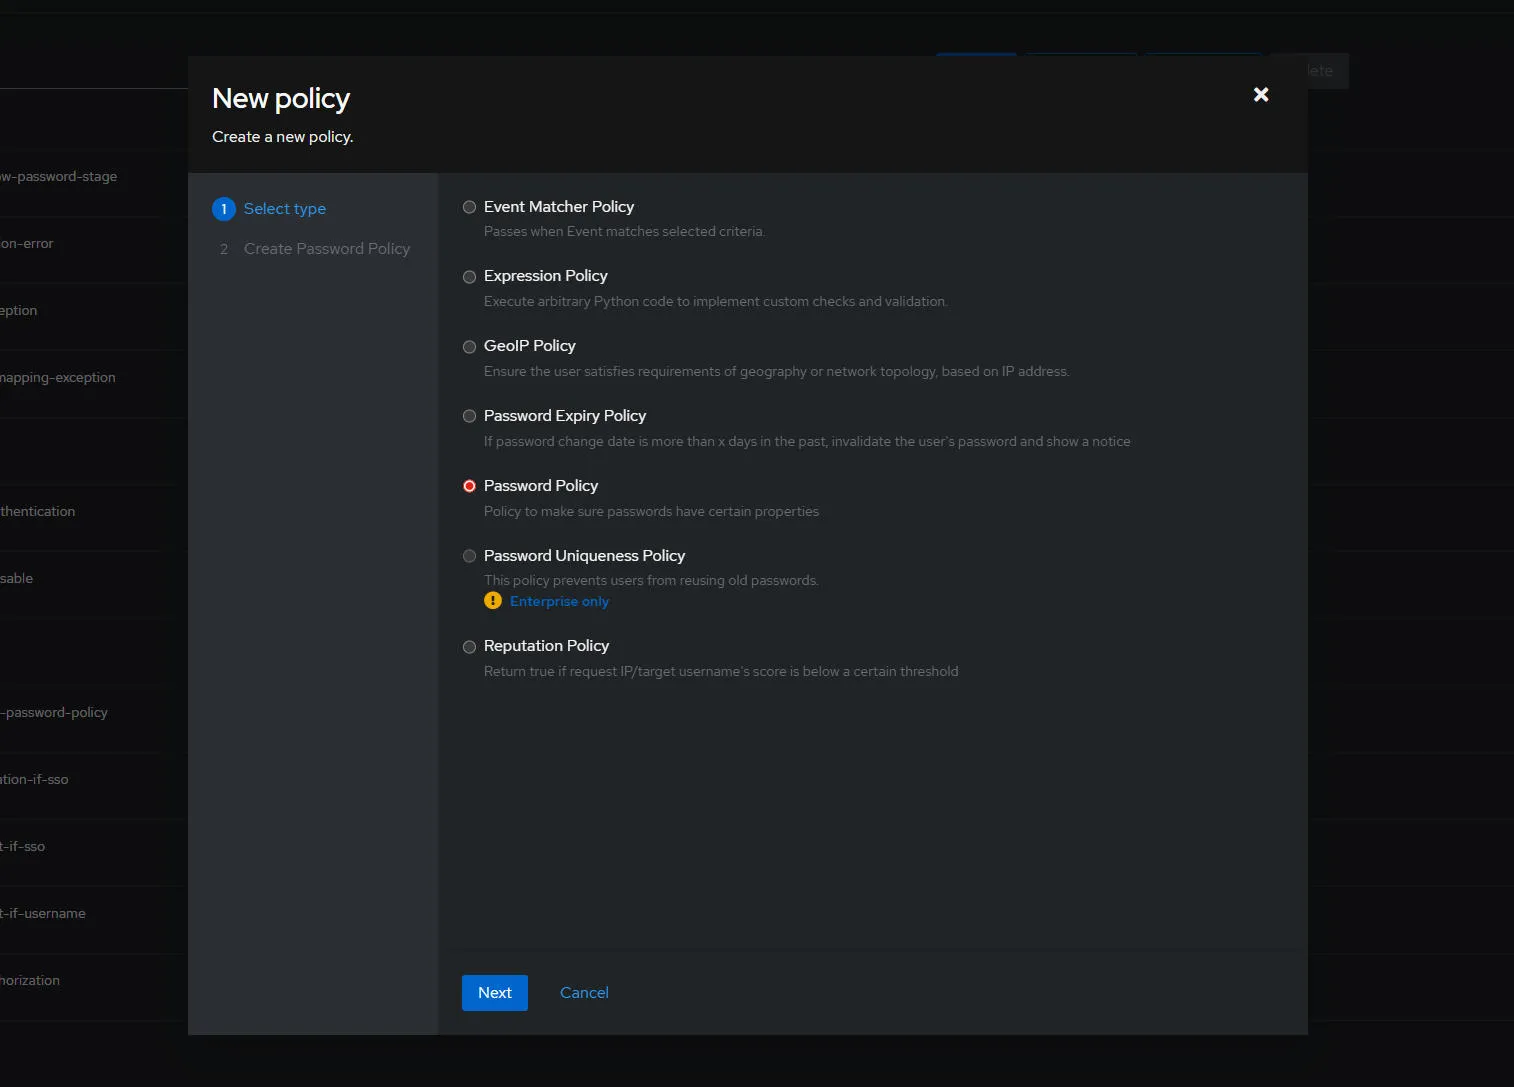 New policy
Create a new policy.
1 Select type
2 Create Password Policy
Event Matcher Policy
Passes when Event matches selected criteria.
Expression Policy
Execute arbitrary Python code to implement custom checks and validation.
GeoIP Policy
Ensure the user satisfies requirements of geography or network topology, based on IP address.
Password Expiry Policy
If password change date is more than x days in the past, invalidate the user's password and show a notice
Password Policy
Policy to make sure passwords have certain properties
Password Uniqueness Policy
This policy prevents users from reusing old passwords.
Enterprise only
Reputation Policy
Return true if request IP/target username's score is below a certain threshold
Next
Cancel
ow-password-stage
on-error
eption
mapping-exception
thentication
sable
-password-policy
ation-if-sso
t-if-sso
t-if-username
horization
lete